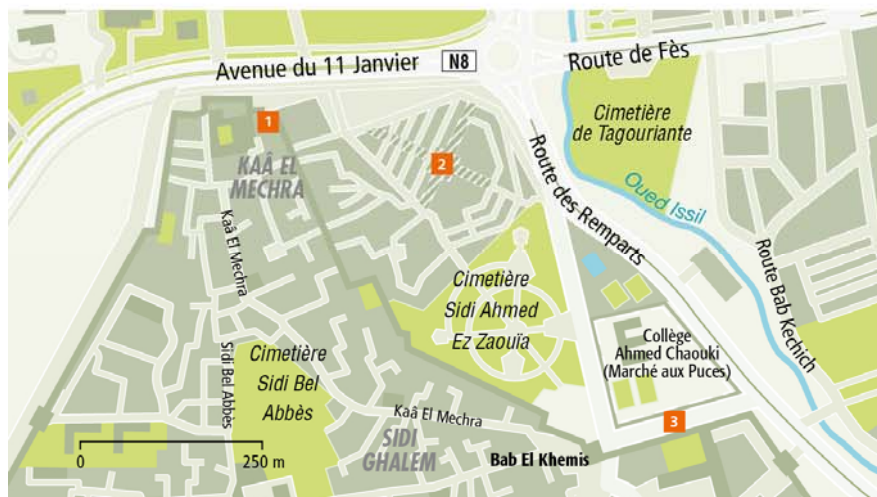 Avenue du 11 Janvier
N8
Route de Fès
Cimetière
de Tagouriante
1
2
KAÂ EL
MECHRA
Kaâ El Mechra
Route des Remparts
Oued Issil
Route Bab Kechich
Cimetière
Sidi Ahmed
Ez Zaouïa
Collège
Ahmed Chaouki
(Marché aux Puces)
Sidi Bel Abbès
Cimetière
Sidi Bel
Abbès
Kaâ El Mechra
3
SIDI
GHALEM
Bab El Khemis
0
250 m